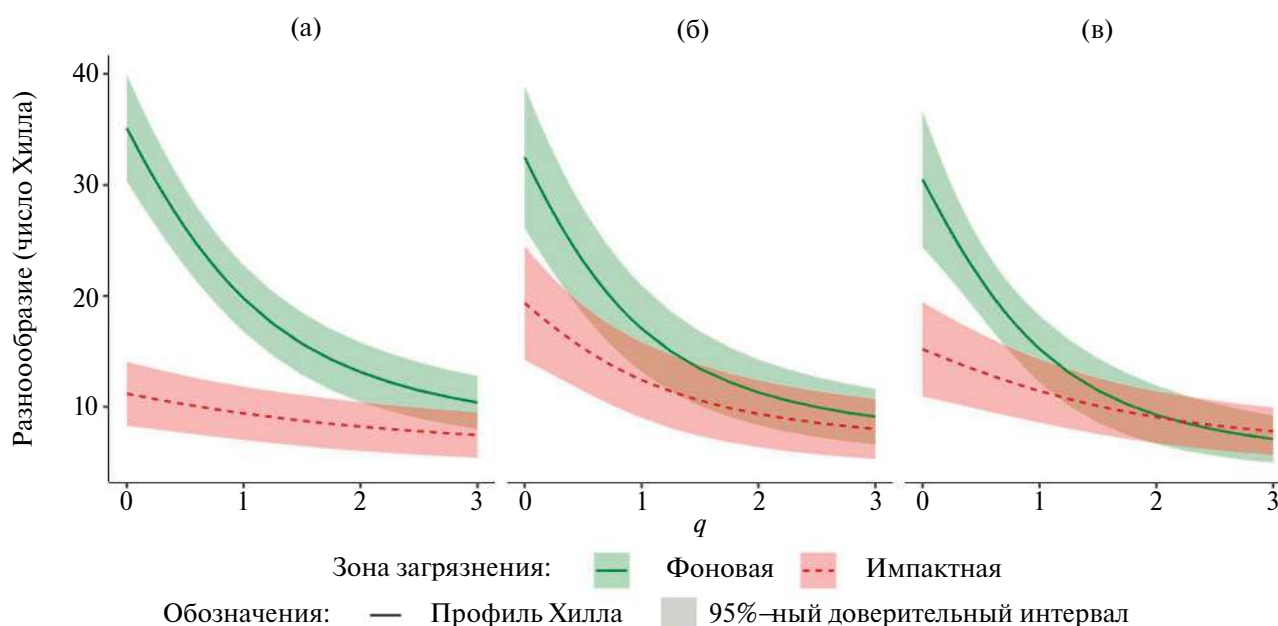 (а) (б) (в)
Разноообразие (число Хилла)
40
30
20
10
0 1 2 3 0 1 2 3 0 1 2 3
q
Зона загрязнения: Фоновая Импактная
Обозначения: Профиль Хилла 95%–ный доверительный интервал